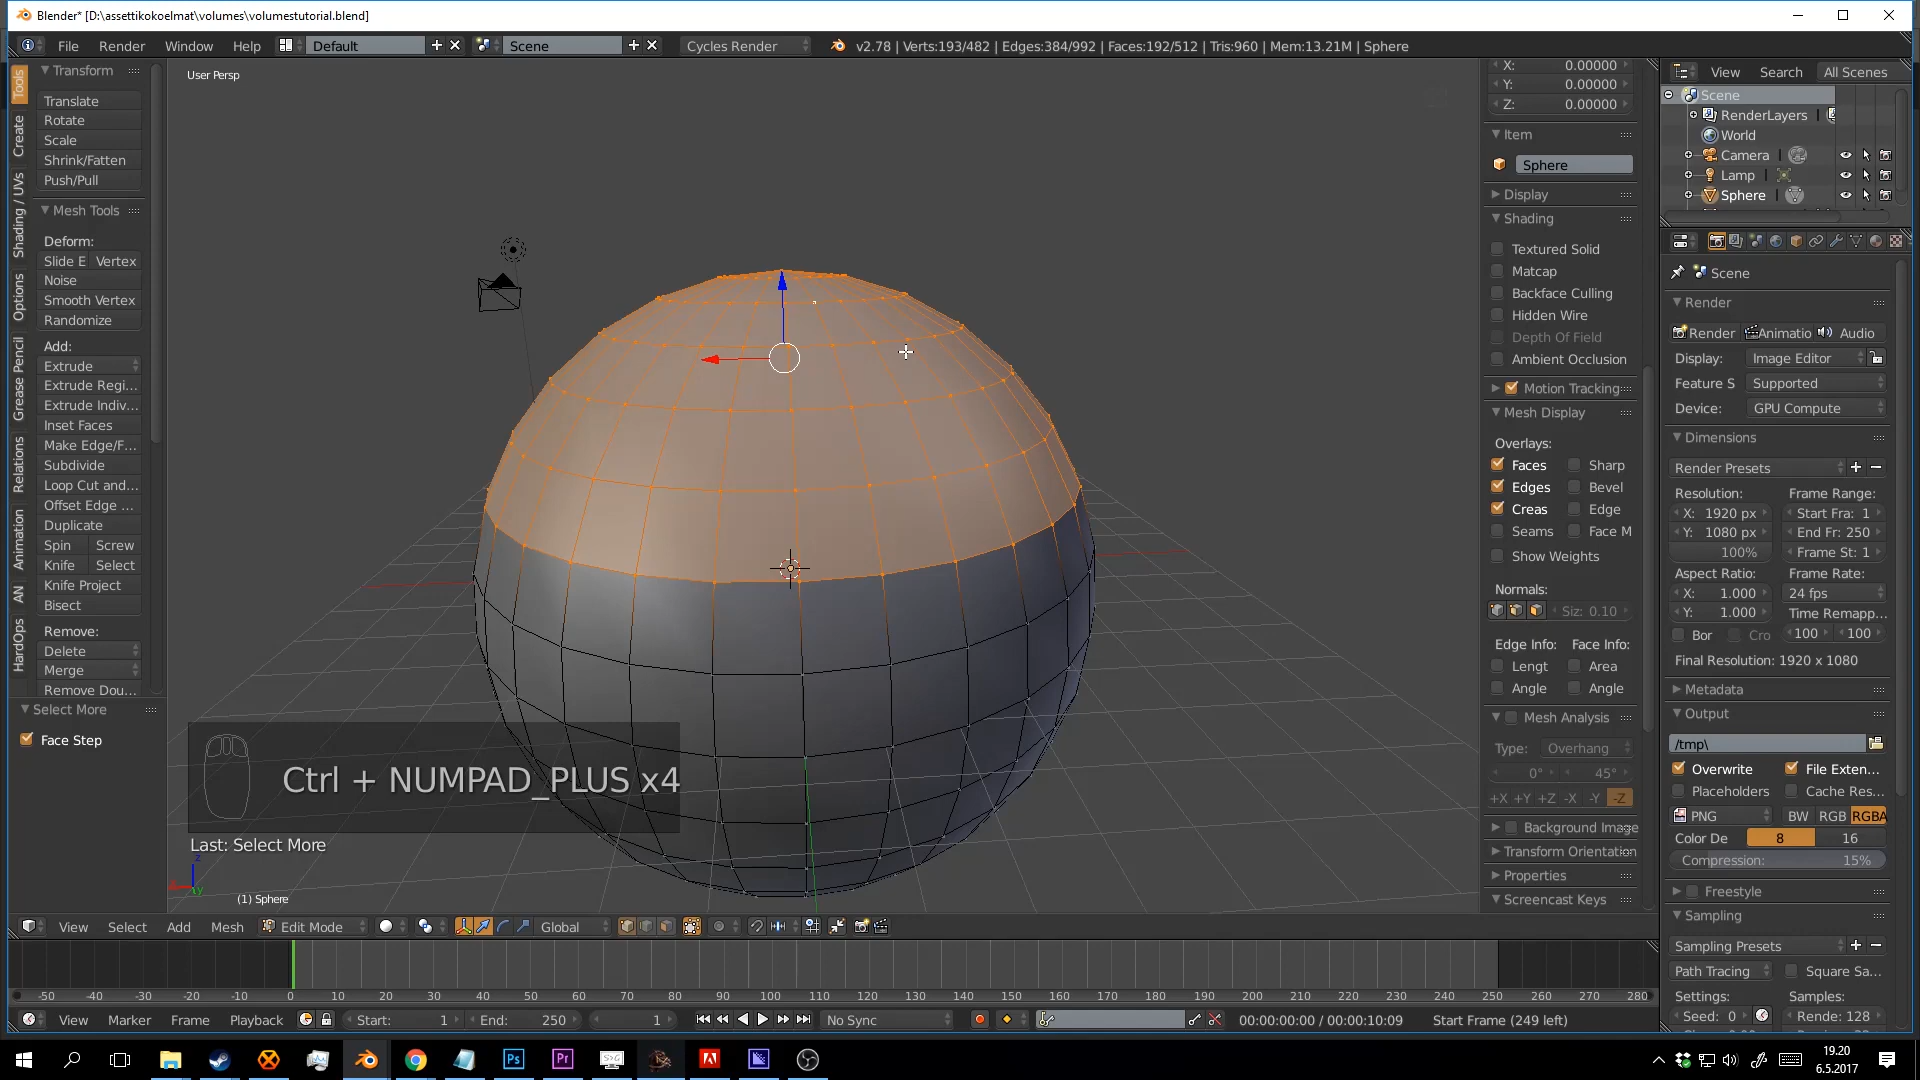 Blender* [D:\assettikokoelmat\volumes\volumestutorial.blend]
File Render Window Help Default Scene Cycles Render v2.78 | Verts:193/482 | Edges:384/992 | Faces:192/512 | Tris:960 | Mem:13.21M | Sphere
Tools
Create
Shading / UVs
Options
Grease Pencil
Relations
Animation
AN
HardOps
Transform
Translate
Rotate
Scale
Shrink/Fatten
Push/Pull
Mesh Tools
Deform:
Slide E Vertex
Noise
Smooth Vertex
Randomize
Add:
Extrude
Extrude Regi...
Extrude Indiv...
Inset Faces
Make Edge/F...
Subdivide
Loop Cut and...
Offset Edge ...
Duplicate
Spin Screw
Knife Select
Knife Project
Bisect
Remove:
Delete
Merge
Remove Dou...
Select More
Face Step
User Persp
Ctrl + NUMPAD_PLUS x4
Last: Select More
z
y
(1) Sphere
X: 0.00000
Y: 0.00000
Z: 0.00000
Item
Sphere
Display
Shading
Textured Solid
Matcap
Backface Culling
Hidden Wire
Depth Of Field
Ambient Occlusion
Motion Tracking
Mesh Display
Overlays:
Faces Sharp
Edges Bevel
Creas Edge
Seams Face M
Show Weights
Normals:
Siz: 0.10
Edge Info: Face Info:
Lengt Area
Angle Angle
Mesh Analysis
Type: Overhang
0° 45°
+X +Y +Z -X -Y -Z
Background Image
Transform Orientation
Properties
Screencast Keys
View Search All Scenes
Scene
RenderLayers
World
Camera
Lamp
Sphere
Scene
Render
Render Animatio Audio
Display: Image Editor
Feature S Supported
Device: GPU Compute
Dimensions
Render Presets
Resolution: Frame Range:
X: 1920 px Start Fra: 1
Y: 1080 px End Fr: 250
100% Frame St: 1
Aspect Ratio: Frame Rate:
X: 1.000 24 fps
Y: 1.000 Time Remapp...
Bor Cro 100 100
Final Resolution: 1920 x 1080
Metadata
Output
/tmp\
Overwrite File Exten...
Placeholders Cache Res...
PNG BW RGB RGBA
Color De 8 16
Compression: 15%
Freestyle
Sampling
Sampling Presets
Path Tracing Square Sa...
Settings: Samples:
Seed: 0 Rende: 128
View Select Add Mesh Edit Mode Global
-50 -40 -30 -20 -10 0 10 20 30 40 50 60 70 80 90 100 110 120 130 140 150 160 170 180 190 200 210 220 230 240 250 260 270 280
View Marker Frame Playback Start: 1 End: 250 1 No Sync 00:00:00:00 / 00:00:10:09 Start Frame (249 left)
Ps Pr
19.20
6.5.2017